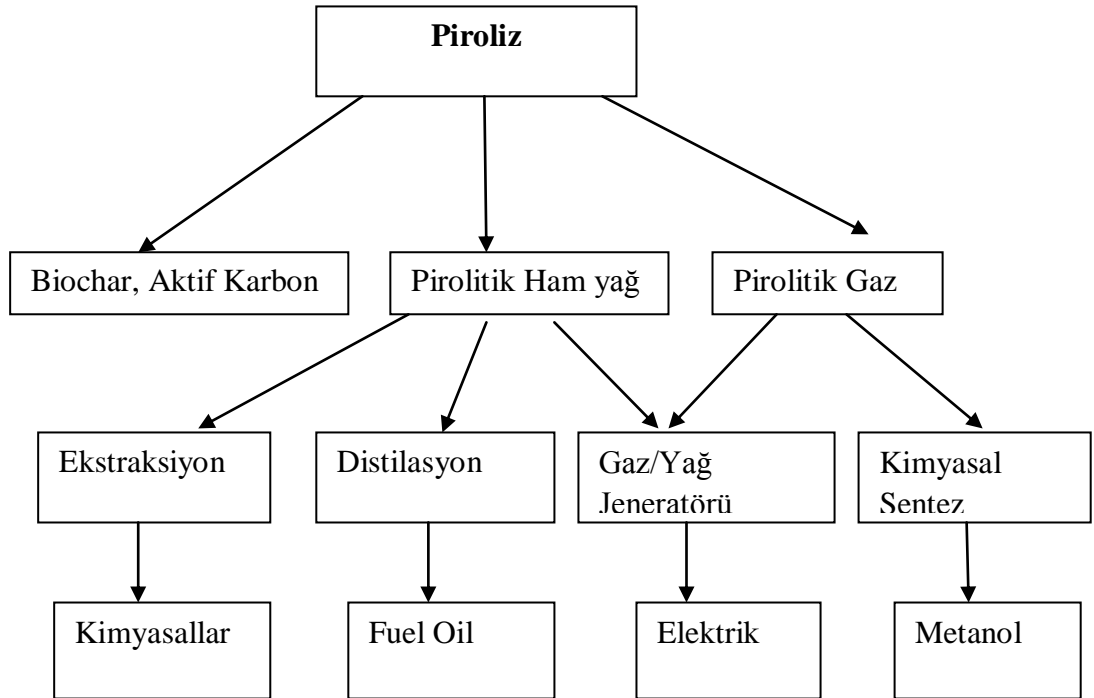 Piroliz
Biochar, Aktif Karbon
Pirolitik Ham yağ
Pirolitik Gaz
Ekstraksiyon
Distilasyon
Gaz/Yağ
Jeneratörü
Kimyasal
Sentez
Kimyasallar
Fuel Oil
Elektrik
Metanol